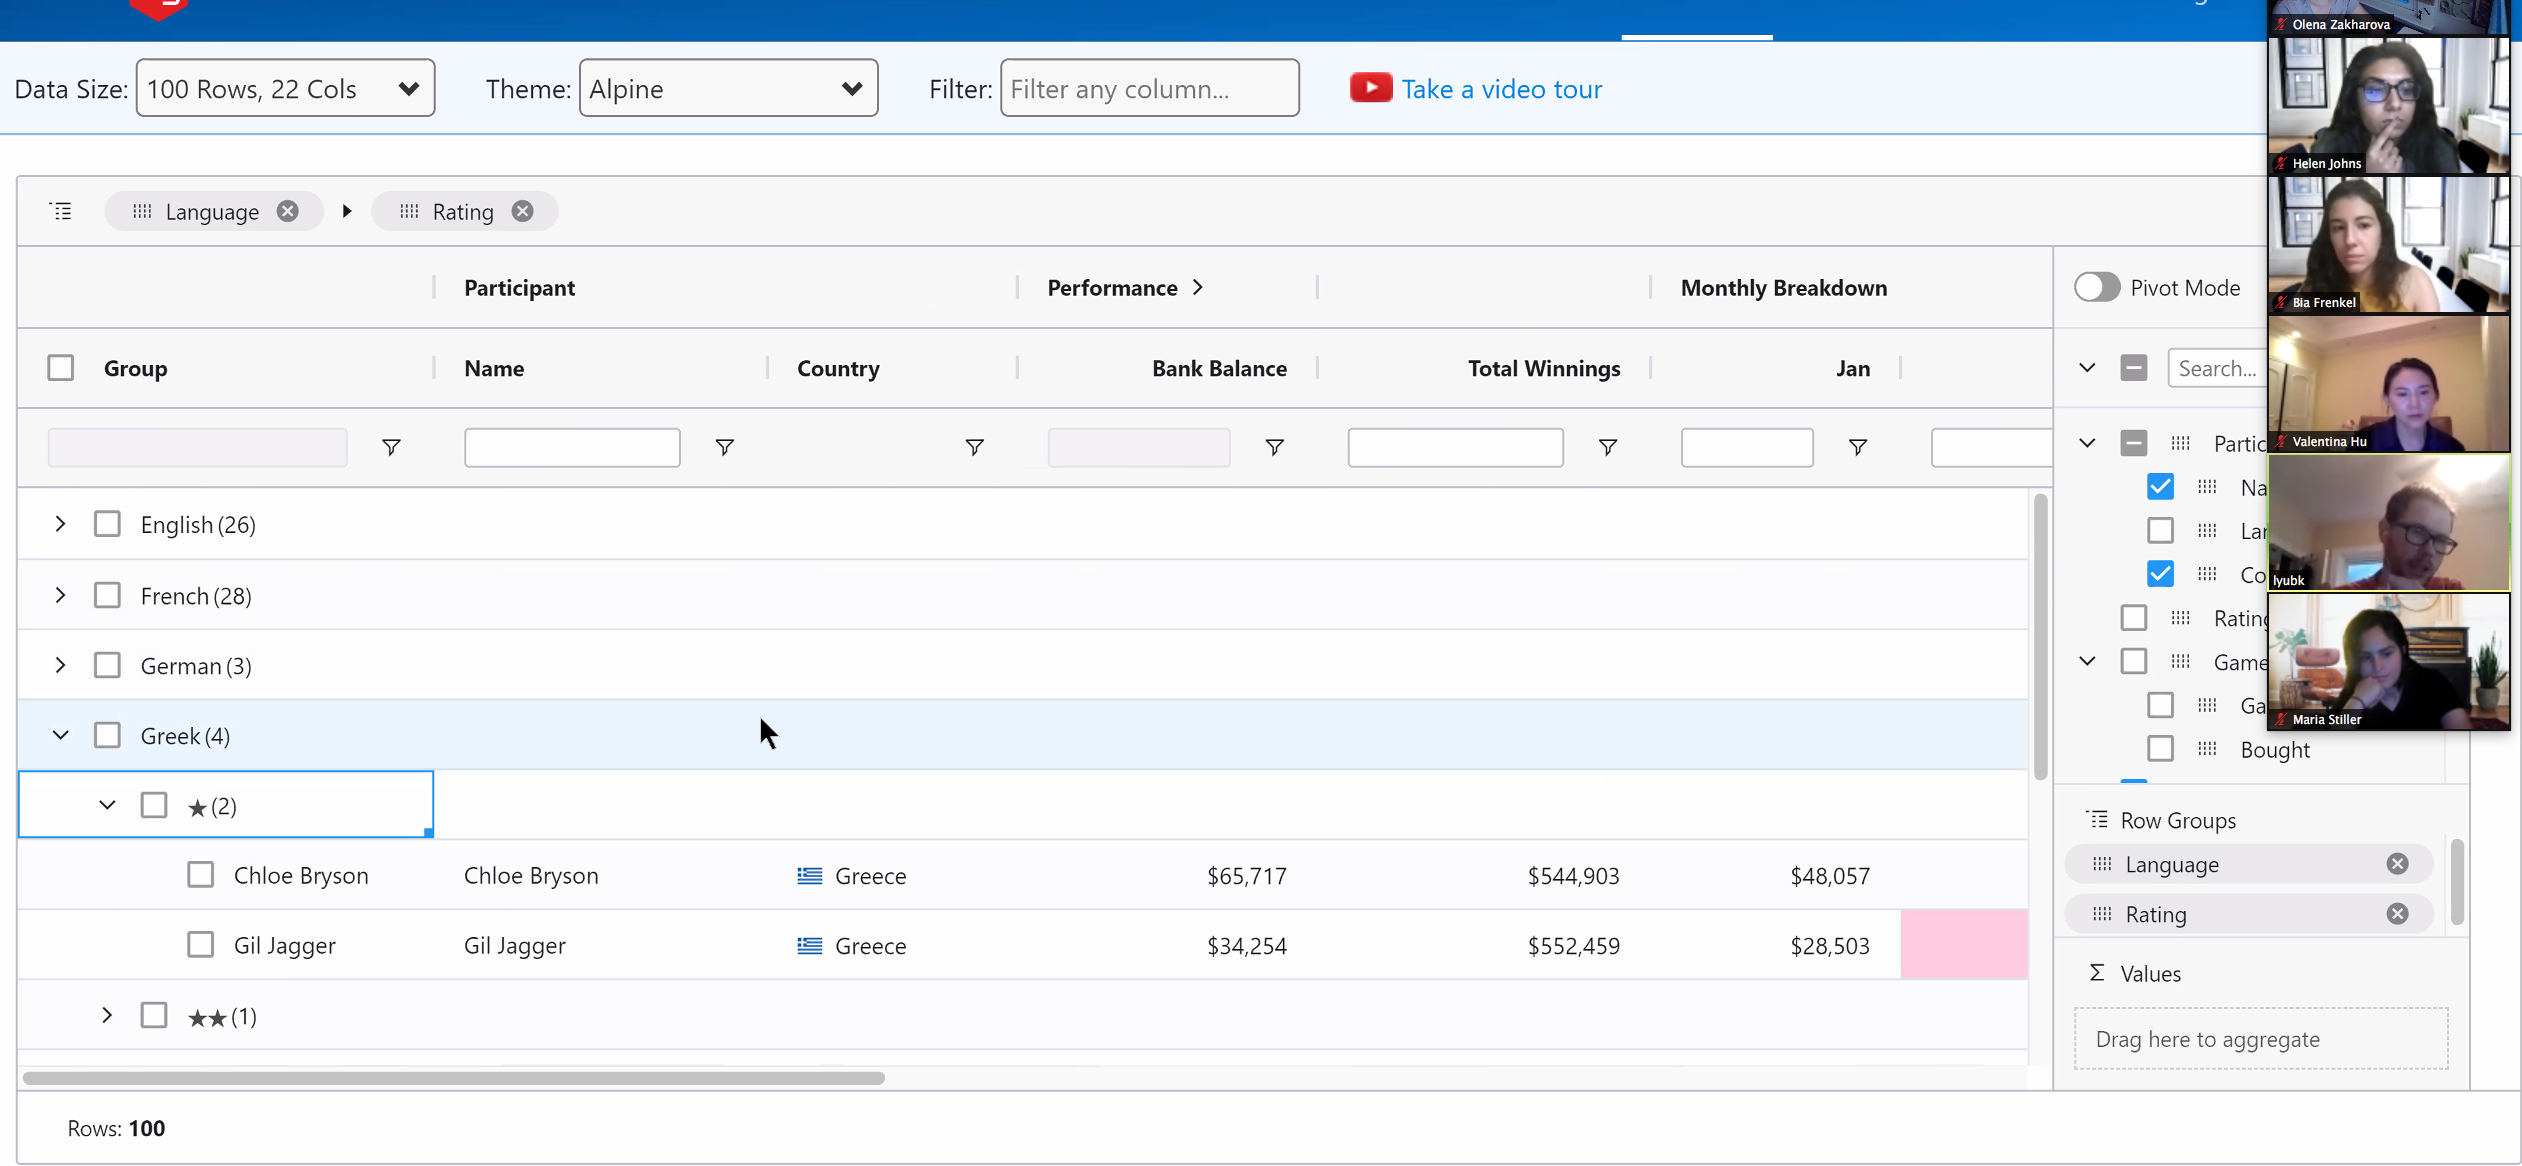 Olena Zakharova
Data Size: 100 Rows, 22 Cols Theme: Alpine Filter: Filter any column... Take a video tour
Helen Johns
Language Rating
Bia Frenkel
Participant Performance Monthly Breakdown Pivot Mode
Group Name Country Bank Balance Total Winnings Jan Search...
Valentina Hu
Partic
Na
English (26)
Lar
Co
lyubk
French (28)
Rating
German (3)
Game
Ga
Maria Stiller
Greek (4)
Bought
★ (2)
Row Groups
Chloe Bryson Chloe Bryson Greece $65,717 $544,903 $48,057
Language
Rating
Gil Jagger Gil Jagger Greece $34,254 $552,459 $28,503
Σ Values
★★ (1)
Drag here to aggregate
Rows: 100